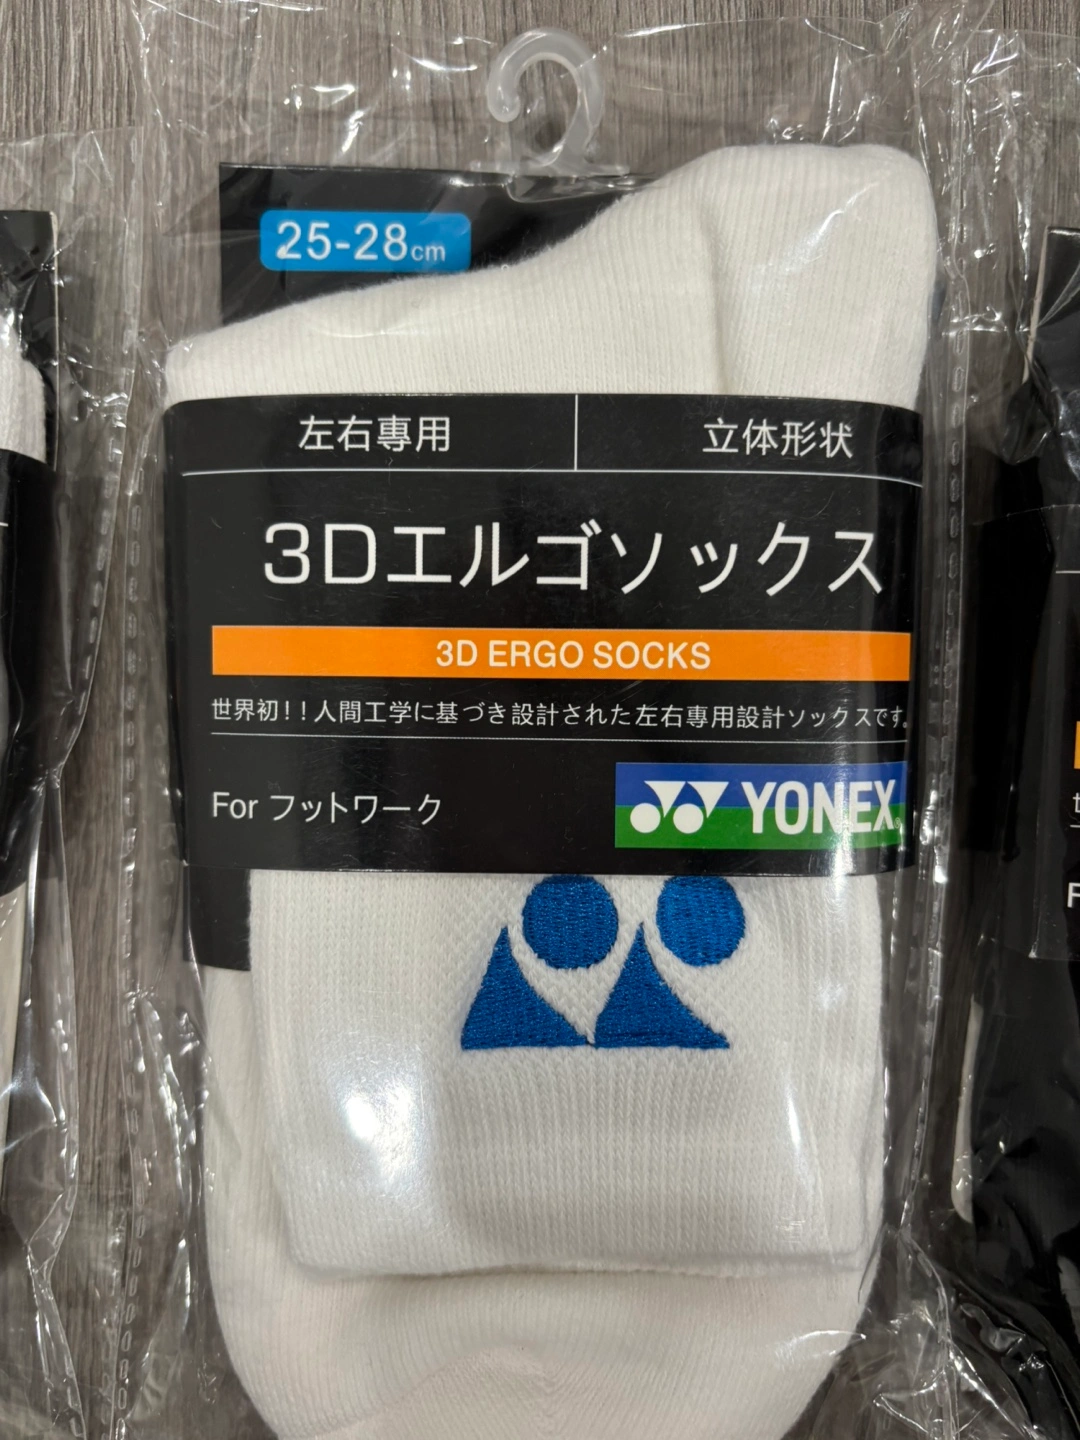 25-28cm
左右專用
立体形状
3Dエルゴソックス
3D ERGO SOCKS
世界初!!人間工学に基づき設計された左右專用設計ソックスです。
For フットワーク
YONEX